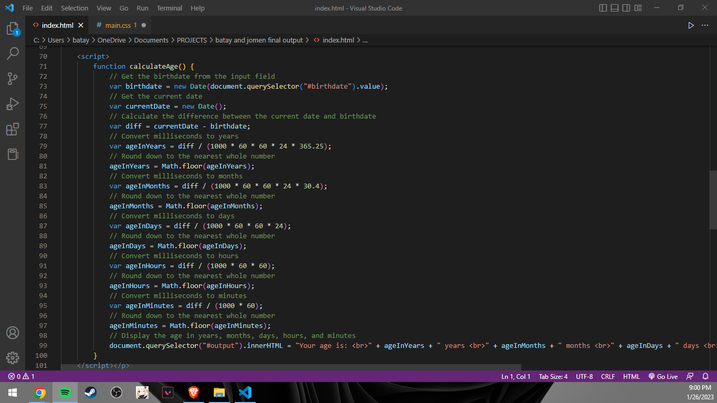 File Edit Selection View Go Run Terminal Help
index.html - Visual Studio Code
<> index.html
# main.css 1
C: > Users > batay > OneDrive > Documents > PROJECTS > batay and jomen final output > <> index.html > ...
69
70 <script>
71 function calculateAge() {
72 // Get the birthdate from the input field
73 var birthdate = new Date(document.querySelector("#birthdate").value);
74 // Get the current date
75 var currentDate = new Date();
76 // Calculate the difference between the current date and birthdate
77 var diff = currentDate - birthdate;
78 // Convert milliseconds to years
79 var ageInYears = diff / (1000 * 60 * 60 * 24 * 365.25);
80 // Round down to the nearest whole number
81 ageInYears = Math.floor(ageInYears);
82 // Convert milliseconds to months
83 var ageInMonths = diff / (1000 * 60 * 60 * 24 * 30.4);
84 // Round down to the nearest whole number
85 ageInMonths = Math.floor(ageInMonths);
86 // Convert milliseconds to days
87 var ageInDays = diff / (1000 * 60 * 60 * 24);
88 // Round down to the nearest whole number
89 ageInDays = Math.floor(ageInDays);
90 // Convert milliseconds to hours
91 var ageInHours = diff / (1000 * 60 * 60);
92 // Round down to the nearest whole number
93 ageInHours = Math.floor(ageInHours);
94 // Convert milliseconds to minutes
95 var ageInMinutes = diff / (1000 * 60);
96 // Round down to the nearest whole number
97 ageInMinutes = Math.floor(ageInMinutes);
98 // Display the age in years, months, days, hours, and minutes
99 document.querySelector("#output").innerHTML = "Your age is: <br>" + ageInYears + " years <br>" + ageInMonths + " months <br>" + ageInDays + " days <br
100 }
101 </script></p>
1
0 1
Ln 1, Col 1 Tab Size: 4 UTF-8 CRLF HTML Go Live
9:00 PM
1/26/2023